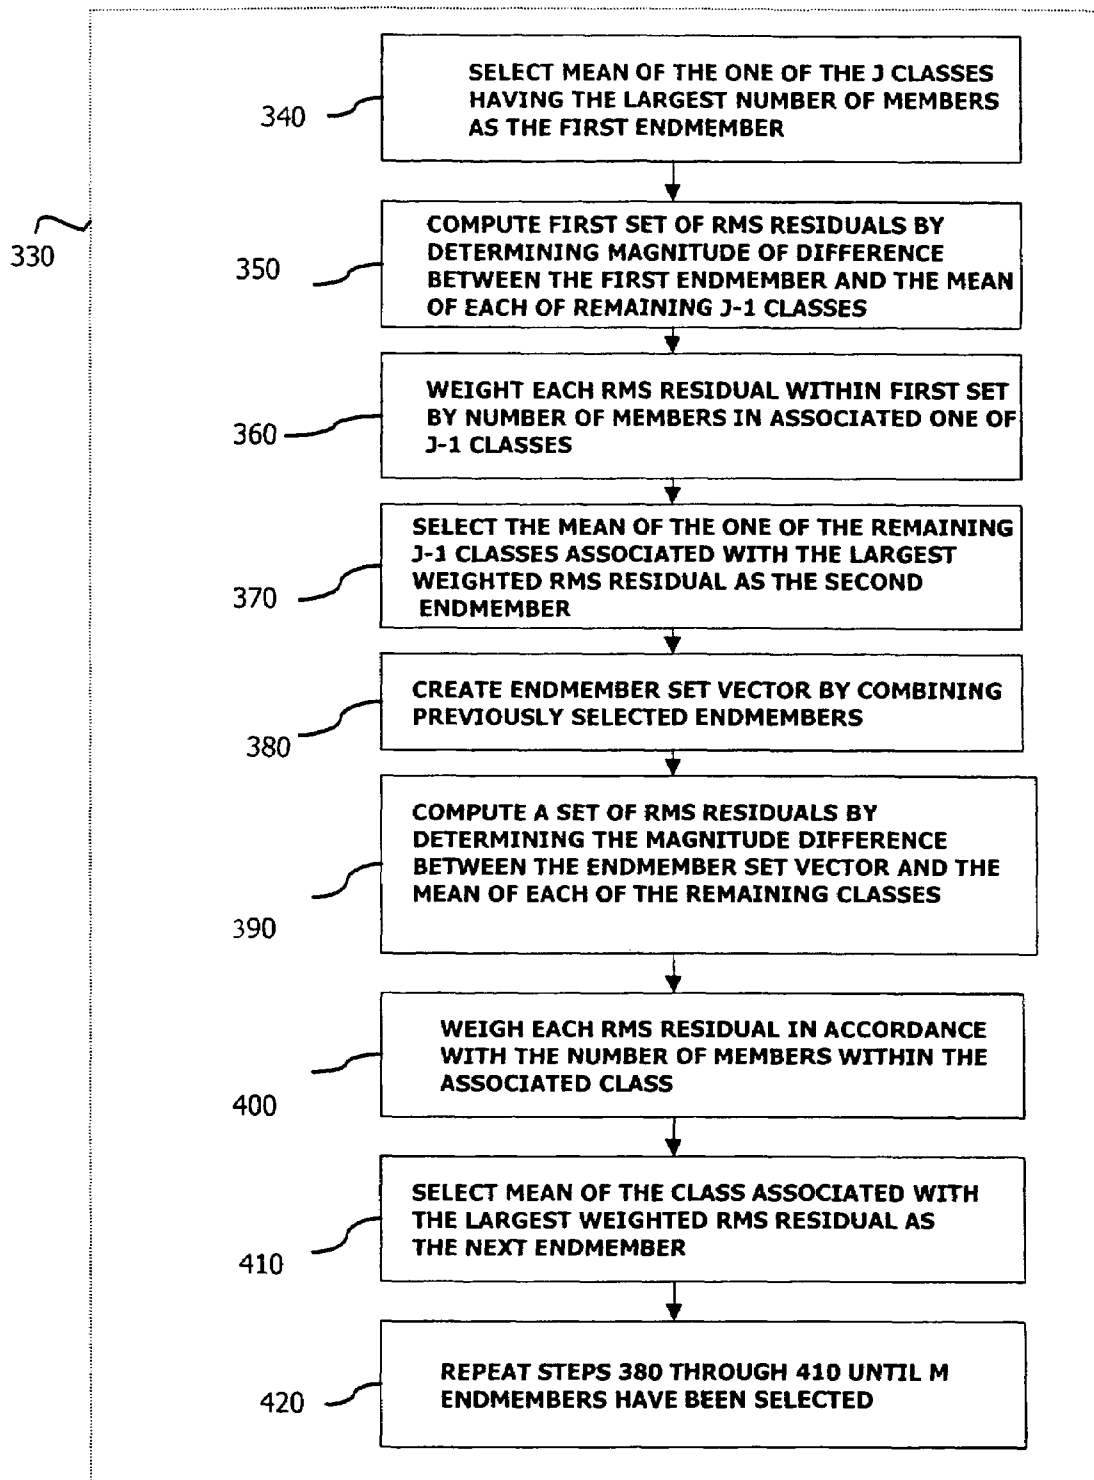 SELECT MEAN OF THE ONE OF THE J CLASSES
HAVING THE LARGEST NUMBER OF MEMBERS
AS THE FIRST ENDMEMBER
340
330
COMPUTE FIRST SET OF RMS RESIDUALS BY
DETERMINING MAGNITUDE OF DIFFERENCE
BETWEEN THE FIRST ENDMEMBER AND THE MEAN
OF EACH OF REMAINING J-1 CLASSES
350
WEIGHT EACH RMS RESIDUAL WITHIN FIRST SET
BY NUMBER OF MEMBERS IN ASSOCIATED ONE OF
J-1 CLASSES
360
SELECT THE MEAN OF THE ONE OF THE REMAINING
J-1 CLASSES ASSOCIATED WITH THE LARGEST
WEIGHTED RMS RESIDUAL AS THE SECOND
ENDMEMBER
370
CREATE ENDMEMBER SET VECTOR BY COMBINING
PREVIOUSLY SELECTED ENDMEMBERS
380
COMPUTE A SET OF RMS RESIDUALS BY
DETERMINING THE MAGNITUDE DIFFERENCE
BETWEEN THE ENDMEMBER SET VECTOR AND THE
MEAN OF EACH OF THE REMAINING CLASSES
390
WEIGH EACH RMS RESIDUAL IN ACCORDANCE
WITH THE NUMBER OF MEMBERS WITHIN THE
ASSOCIATED CLASS
400
SELECT MEAN OF THE CLASS ASSOCIATED WITH
THE LARGEST WEIGHTED RMS RESIDUAL AS
THE NEXT ENDMEMBER
410
REPEAT STEPS 380 THROUGH 410 UNTIL M
ENDMEMBERS HAVE BEEN SELECTED
420